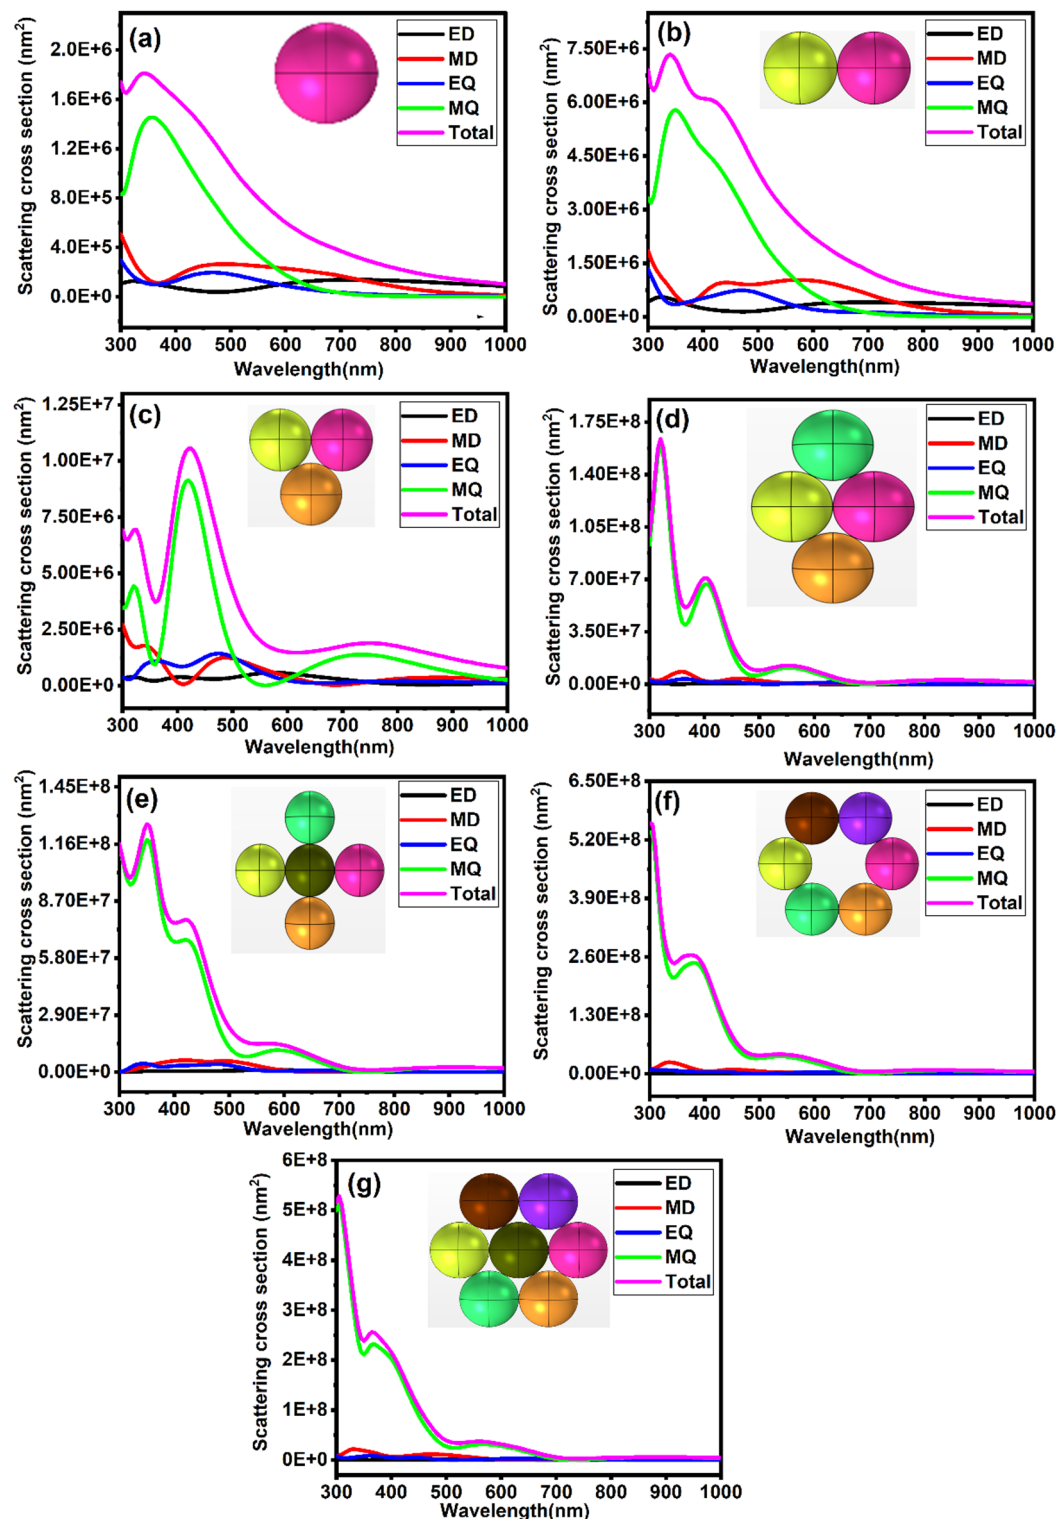 (a)
Scattering cross section (nm²)
2.0E+6
1.6E+6
1.2E+6
8.0E+5
4.0E+5
0.0E+0
300 400 500 600 700 800 900 1000
Wavelength(nm)
ED
MD
EQ
MQ
Total
(b)
Scattering cross section (nm²)
7.50E+6
6.00E+6
4.50E+6
3.00E+6
1.50E+6
0.00E+0
300 400 500 600 700 800 900 1000
Wavelength(nm)
ED
MD
EQ
MQ
Total
(c)
Scattering cross section (nm²)
1.25E+7
1.00E+7
7.50E+6
5.00E+6
2.50E+6
0.00E+0
300 400 500 600 700 800 900 1000
Wavelength(nm)
ED
MD
EQ
MQ
Total
(d)
Scattering cross section (nm²)
1.75E+8
1.40E+8
1.05E+8
7.00E+7
3.50E+7
0.00E+0
300 400 500 600 700 800 900 1000
Wavelength(nm)
ED
MD
EQ
MQ
Total
(e)
Scattering cross section (nm²)
1.45E+8
1.16E+8
8.70E+7
5.80E+7
2.90E+7
0.00E+0
300 400 500 600 700 800 900 1000
Wavelength(nm)
ED
MD
EQ
MQ
Total
(f)
Scattering cross section (nm²)
6.50E+8
5.20E+8
3.90E+8
2.60E+8
1.30E+8
0.00E+0
300 400 500 600 700 800 900 1000
Wavelength(nm)
ED
MD
EQ
MQ
Total
(g)
Scattering cross section (nm²)
6E+8
5E+8
4E+8
3E+8
2E+8
1E+8
0E+0
300 400 500 600 700 800 900 1000
Wavelength(nm)
ED
MD
EQ
MQ
Total